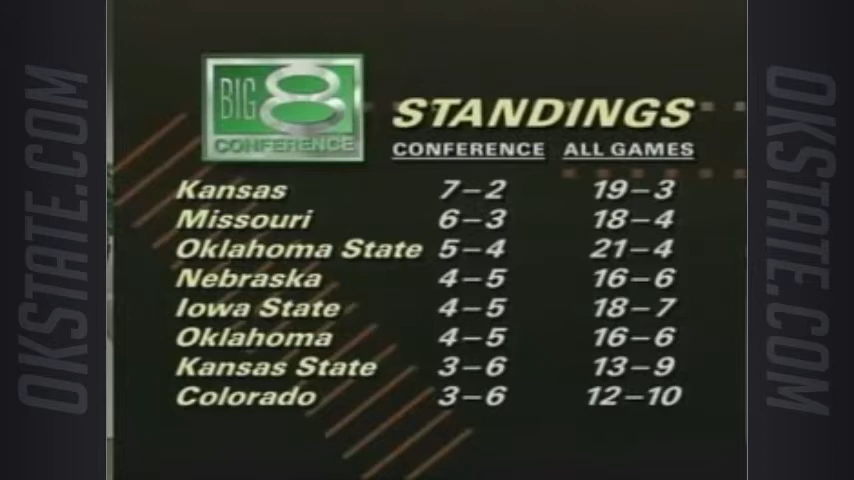 OKSTATE.COM
BIG 8
CONFERENCE
STANDINGS
CONFERENCE ALL GAMES
Kansas 7-2 19-3
Missouri 6-3 18-4
Oklahoma State 5-4 21-4
Nebraska 4-5 16-6
Iowa State 4-5 18-7
Oklahoma 4-5 16-6
Kansas State 3-6 13-9
Colorado 3-6 12-10
OKSTATE.COM